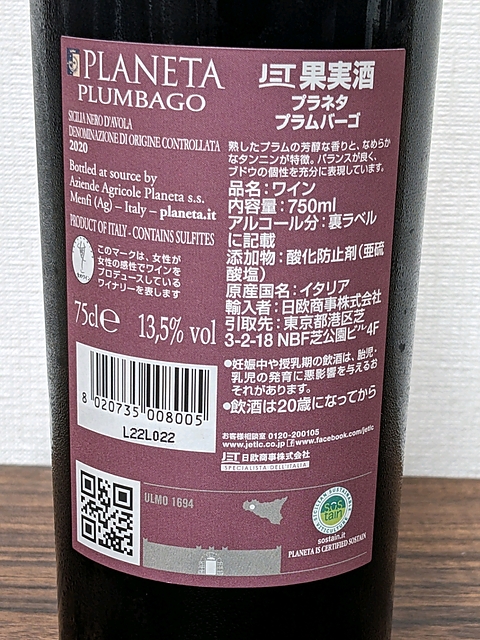 PLANETA
PLUMBAGO
SICILIA NERO D'AVOLA
DENOMINAZIONE DI ORIGINE CONTROLLATA
2020
Bottled at source by
Aziende Agricole Planeta s.s.
Menfi (Ag) – Italy – planeta.it
PRODUCT OF ITALY - CONTAINS SULFITES
このマークは、女性が
女性の感性でワインを
プロデュースしている
ワイナリーを表します
75cl℮ 13,5% vol
8 020735 008005
L22L022
JET 果実酒
プラネタ
プラムバーゴ
熟したプラムの芳醇な香りと、なめらか
なタンニンが特徴。バランスが良く、
ブドウの個性を充分に表現しています。
品名：ワイン
内容量：750ml
アルコール分：裏ラベル
に記載
添加物：酸化防止剤（亜硫
酸塩）
原産国名：イタリア
輸入者：日欧商事株式会社
引取先：東京都港区芝
3-2-18 NBF芝公園ビル4F
●妊娠中や授乳期の飲酒は、胎児・
乳児の発育に悪影響を与えるお
それがあります。
●飲酒は20歳になってから
お客様相談室 0120-200105
www.jetlc.co.jp www.facebook.com/jetlc
JET 日欧商事株式会社
SPECIALISTA DELL'ITALIA
ULMO 1694
SOS
tain
sostain.it
PLANETA IS CERTIFIED SOSTAIN